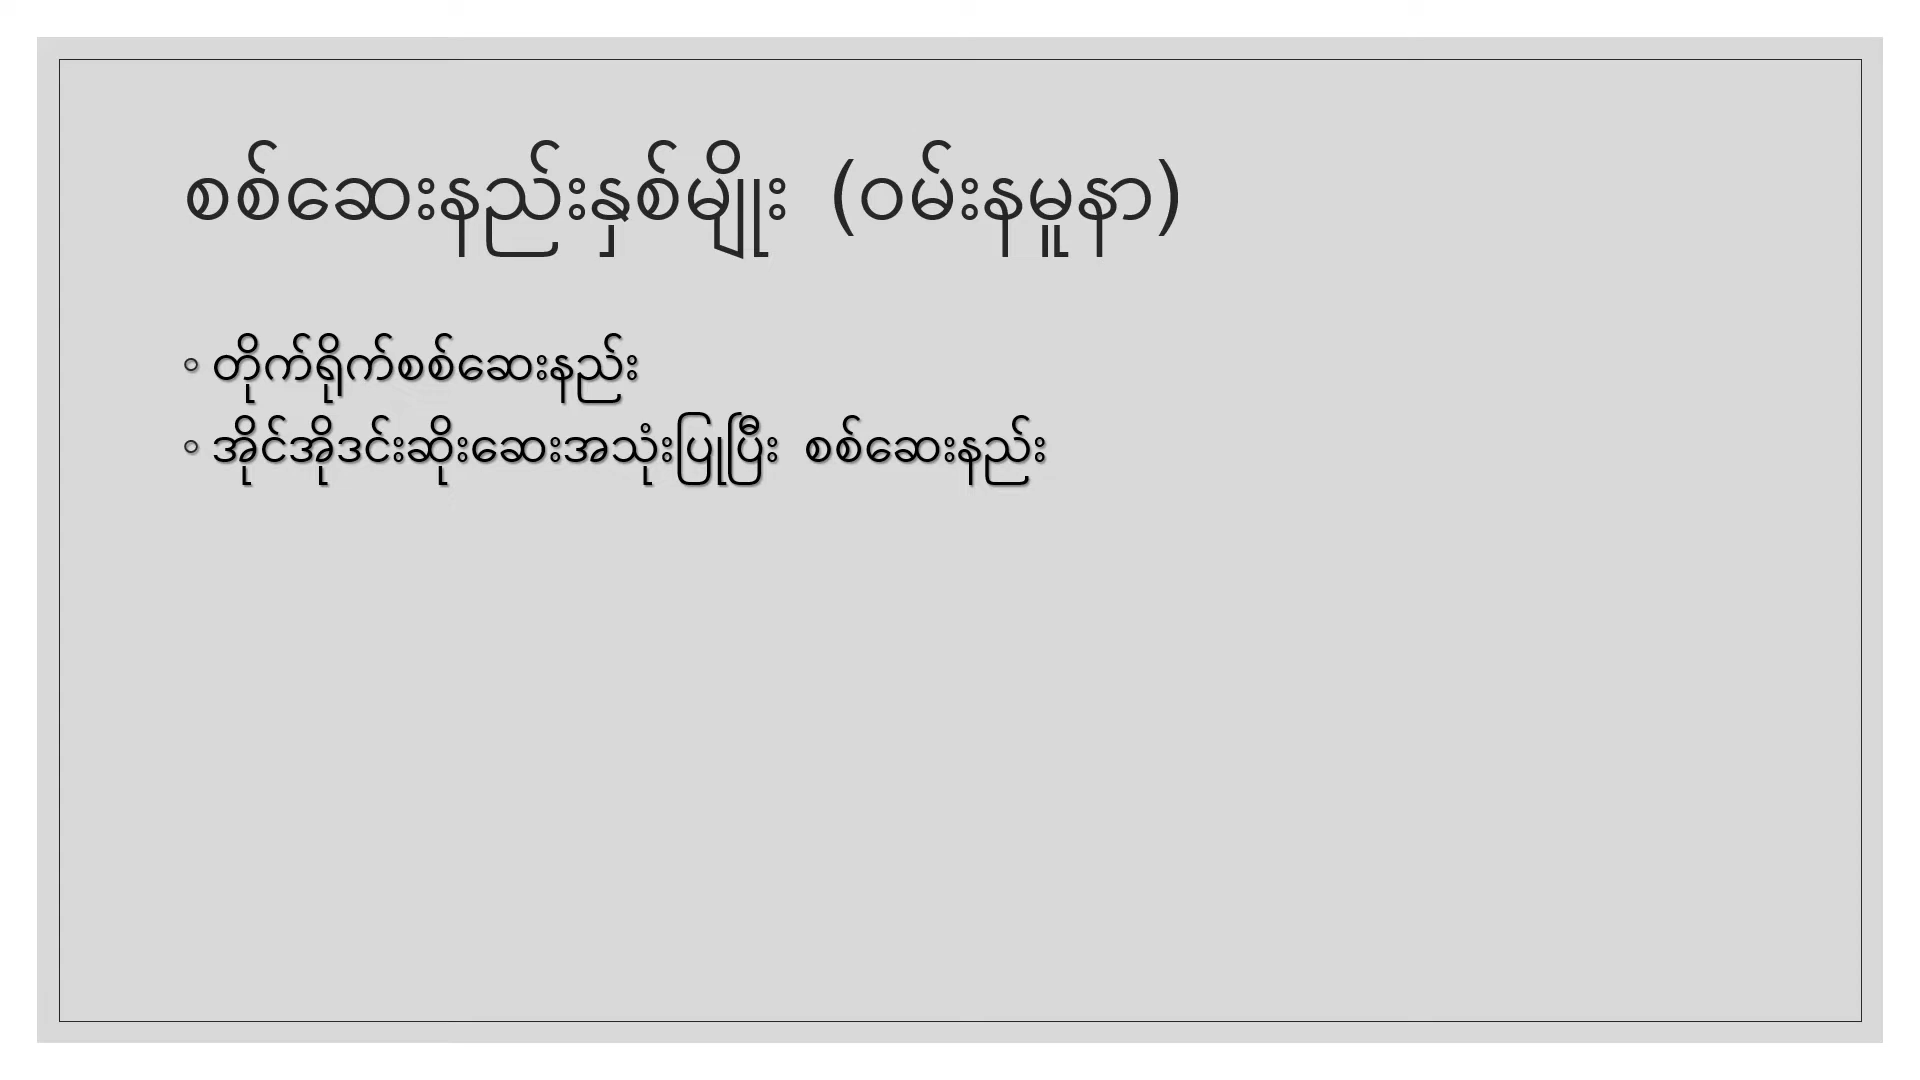 စစ်ဆေးနည်းနှစ်မျိုး (ဝမ်းနမူနာ)
◦ တိုက်ရိုက်စစ်ဆေးနည်း
◦ အိုင်အိုဒင်းဆိုးဆေးအသုံးပြုပြီး စစ်ဆေးနည်း